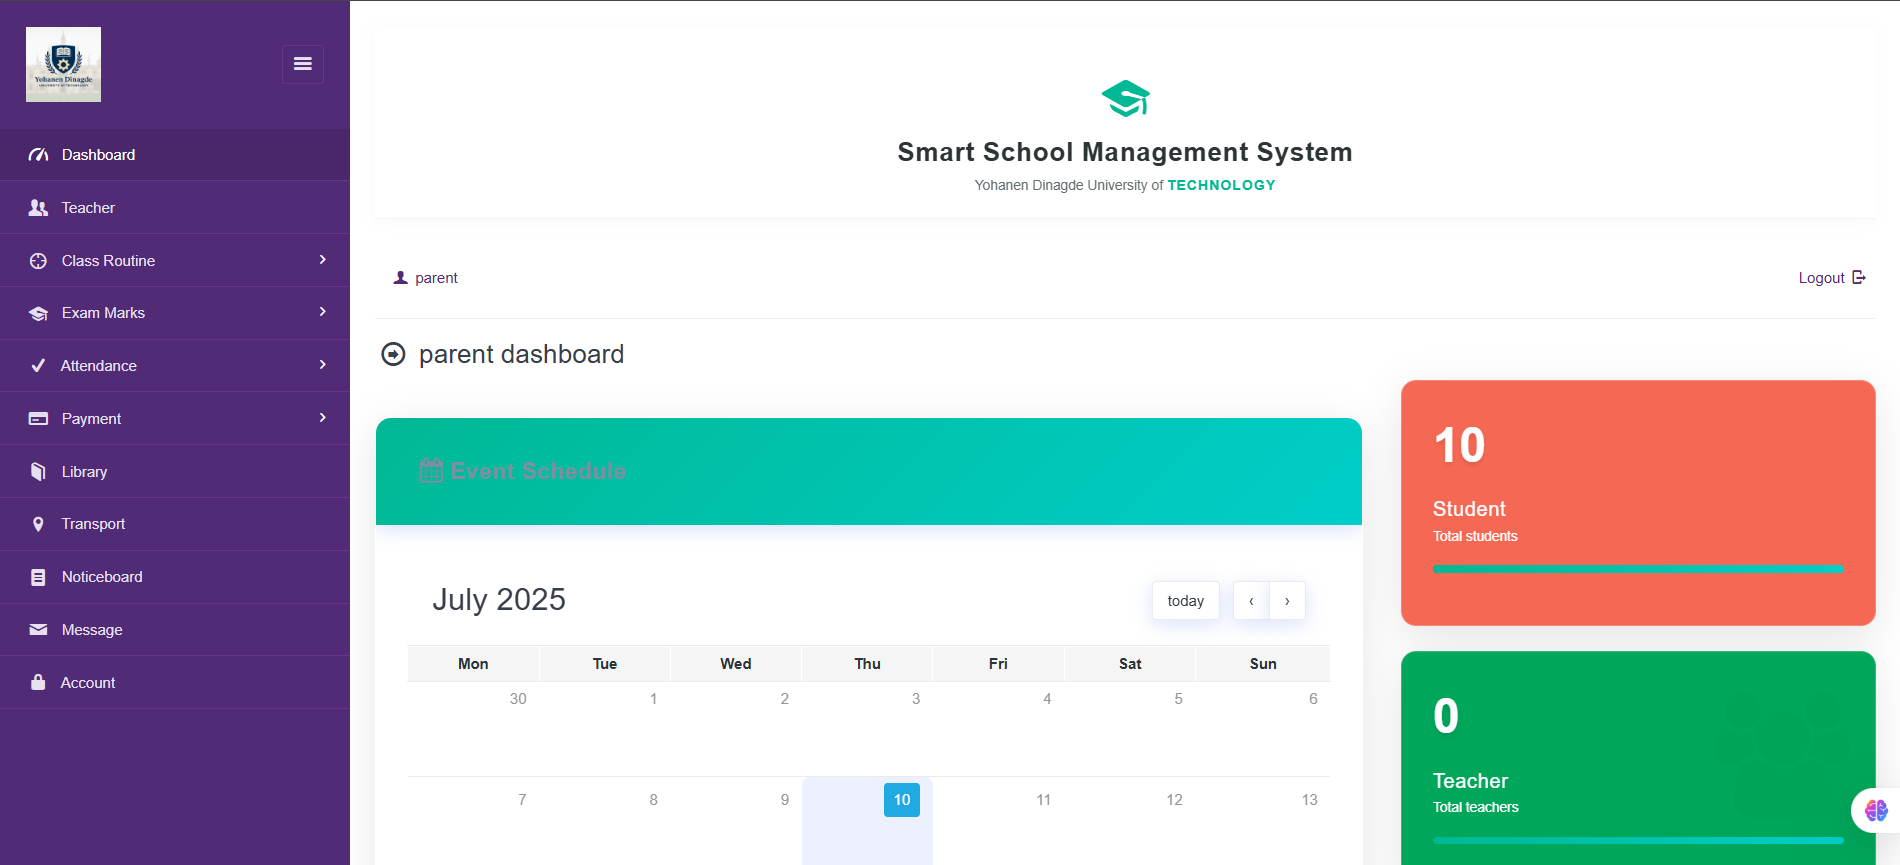 Yohanen Dinagde
UNIVERSITY OF TECHNOLOGY
Dashboard
Teacher
Class Routine
Exam Marks
Attendance
Payment
Library
Transport
Noticeboard
Message
Account
Smart School Management System
Yohanen Dinagde University of TECHNOLOGY
parent
Logout
parent dashboard
Event Schedule
July 2025
today ‹ ›
Mon Tue Wed Thu Fri Sat Sun
30 1 2 3 4 5 6
7 8 9 10 11 12 13
10
Student
Total students
0
Teacher
Total teachers